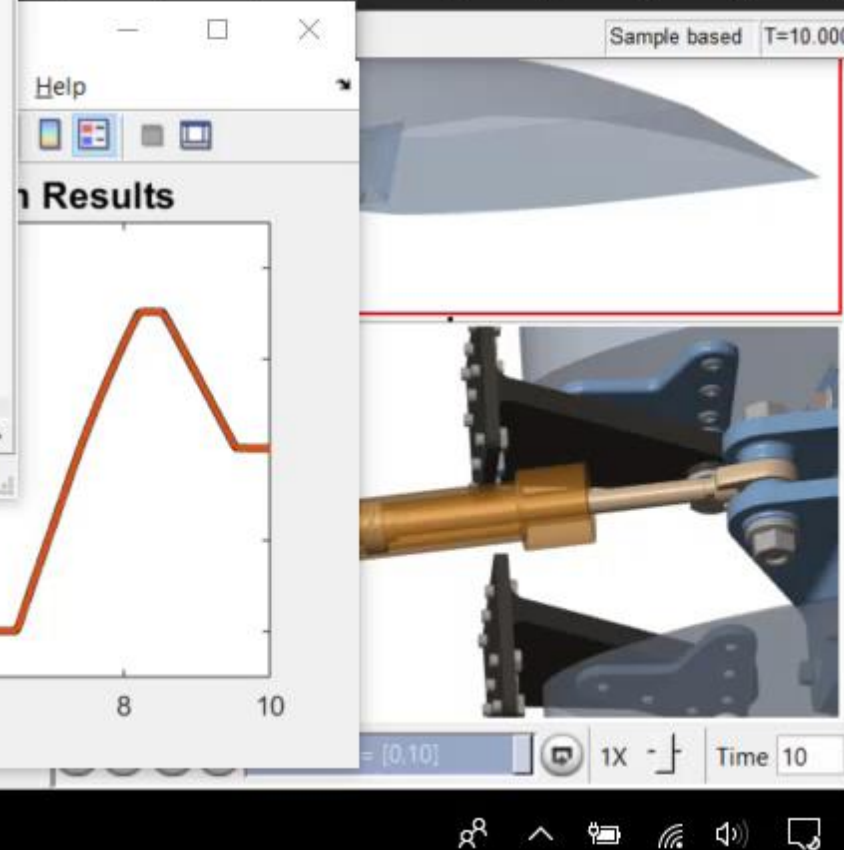 Sample based T=10.000
Help
Results
8 10
= [0,10] 1X Time 10